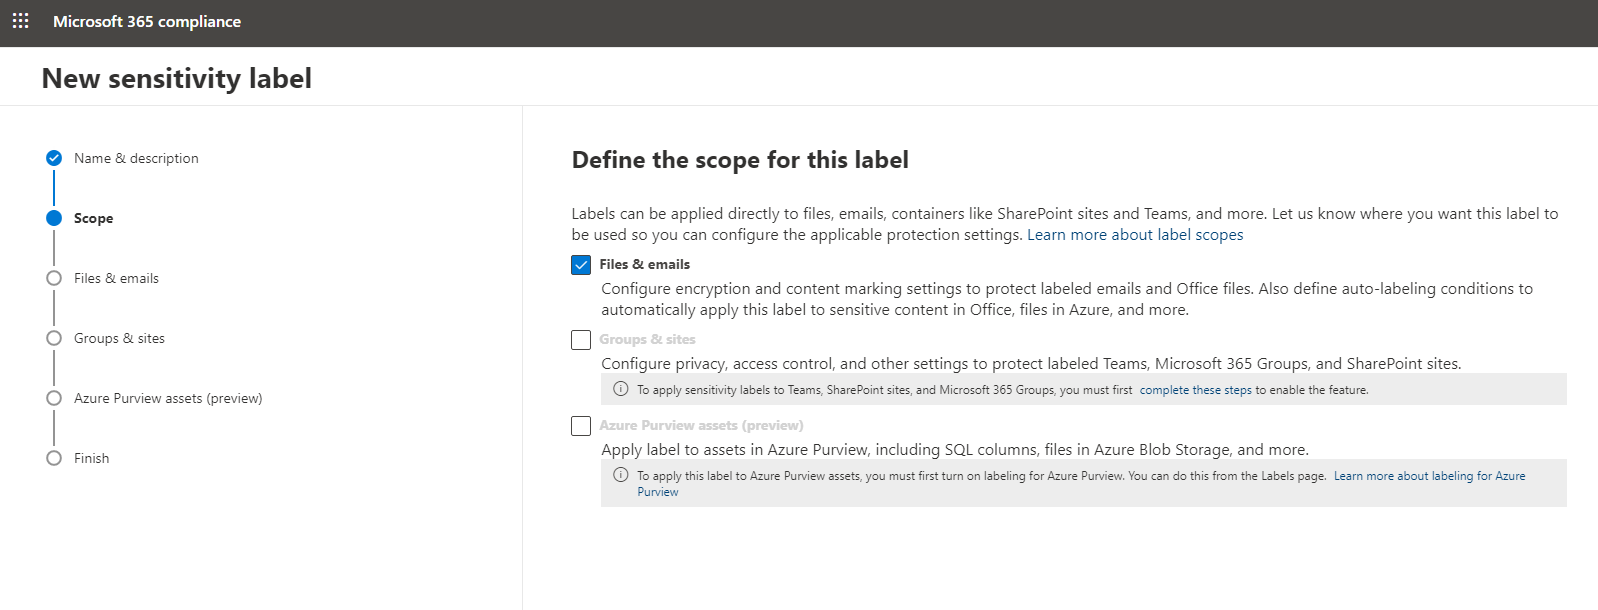 Microsoft 365 compliance
New sensitivity label
Name & description
Scope
Files & emails
Groups & sites
Azure Purview assets (preview)
Finish
Define the scope for this label
Labels can be applied directly to files, emails, containers like SharePoint sites and Teams, and more. Let us know where you want this label to
be used so you can configure the applicable protection settings. Learn more about label scopes
Files & emails
Configure encryption and content marking settings to protect labeled emails and Office files. Also define auto-labeling conditions to
automatically apply this label to sensitive content in Office, files in Azure, and more.
Groups & sites
Configure privacy, access control, and other settings to protect labeled Teams, Microsoft 365 Groups, and SharePoint sites.
To apply sensitivity labels to Teams, SharePoint sites, and Microsoft 365 Groups, you must first complete these steps to enable the feature.
Azure Purview assets (preview)
Apply label to assets in Azure Purview, including SQL columns, files in Azure Blob Storage, and more.
To apply this label to Azure Purview assets, you must first turn on labeling for Azure Purview. You can do this from the Labels page. Learn more about labeling for Azure
Purview